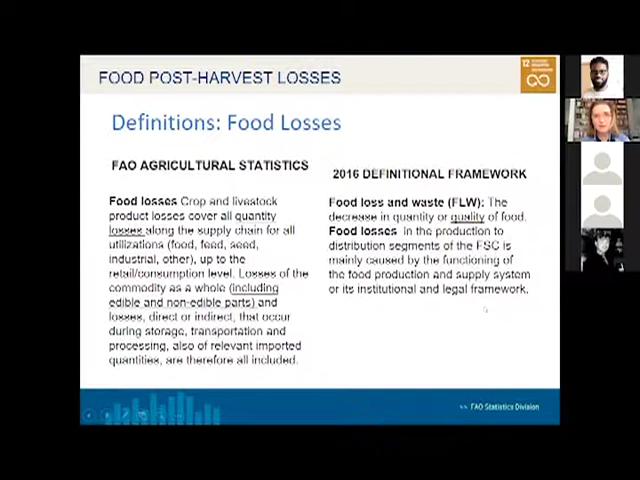 FOOD POST-HARVEST LOSSES
12
Definitions: Food Losses
FAO AGRICULTURAL STATISTICS
Food losses Crop and livestock
product losses cover all quantity
losses along the supply chain for all
utilizations (food, feed, seed,
industrial, other), up to the
retail/consumption level. Losses of the
commodity as a whole (including
edible and non-edible parts) and
losses, direct or indirect, that occur
during storage, transportation and
processing, also of relevant imported
quantities, are therefore all included.
2016 DEFINITIONAL FRAMEWORK
Food loss and waste (FLW): The
decrease in quantity or quality of food.
Food losses in the production to
distribution segments of the FSC is
mainly caused by the functioning of
the food production and supply system
or its institutional and legal framework.
FAO Statistics Division